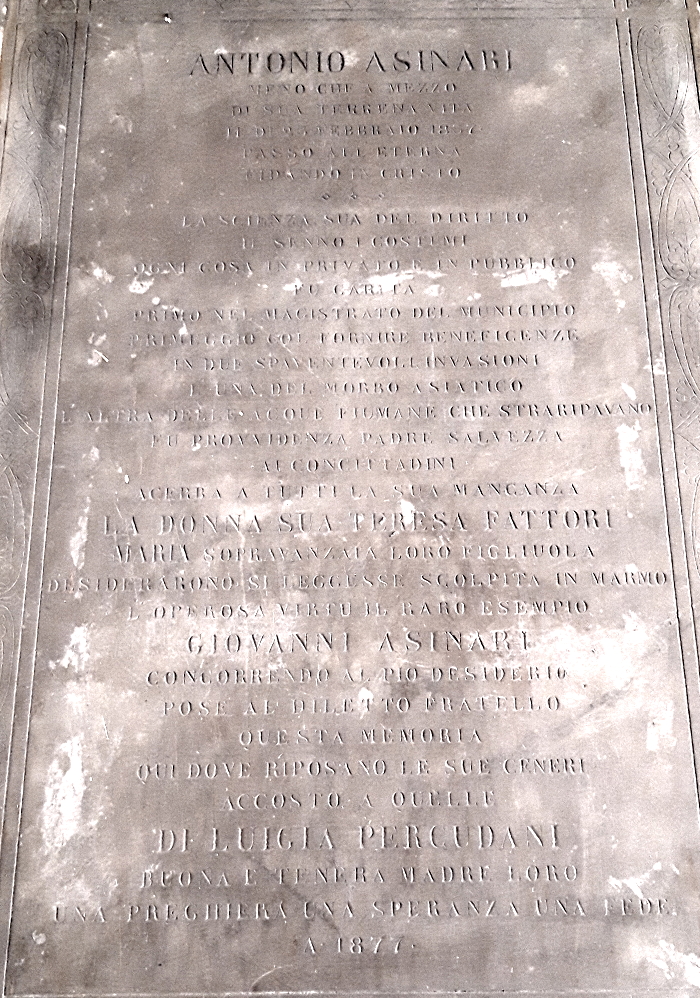 ANTONIO ASINARI
MENO CHE A MEZZO
DI SUA TERRENA VITA
IL DI 25 FEBBRAIO 1857
PASSO ALL'ETERNA
FIDANDO IN CRISTO
LA SCIENZA SUA DEL DIRITTO
IL SENNO I COSTUMI
OGNI COSA IN PRIVATO E IN PUBBLICO
FU CARITA
PRIMO NEL MAGISTRATO DEL MUNICIPIO
PRIMEGGIO COL FORNIRE BENEFICENZE
IN DUE SPAVENTEVOLI INVASIONI
L'UNA DEL MORBO ASIATICO
L'ALTRA DELLE ACQUE FIUMANE CHE STRARIPAVANO
FU PROVVIDENZA PADRE SALVEZZA
AI CONCITTADINI
ACERBA A TUTTI LA SUA MANCANZA
LA DONNA SUA TERESA FATTORI
MARIA SOPRAVANZATA LORO FIGLIUOLA
DESIDERARONO SI LEGGESSE SCOLPITA IN MARMO
L'OPEROSA VIRTU IL RARO ESEMPIO
GIOVANNI ASINARI
CONCORRENDO AL PIO DESIDERIO
POSE AL DILETTO FRATELLO
QUESTA MEMORIA
QUI DOVE RIPOSANO LE SUE CENERI
ACCOSTO A QUELLE
DI LUIGIA PERCUDANI
BUONA E TENERA MADRE LORO
UNA PREGHIERA UNA SPERANZA UNA FEDE
A· 1877·